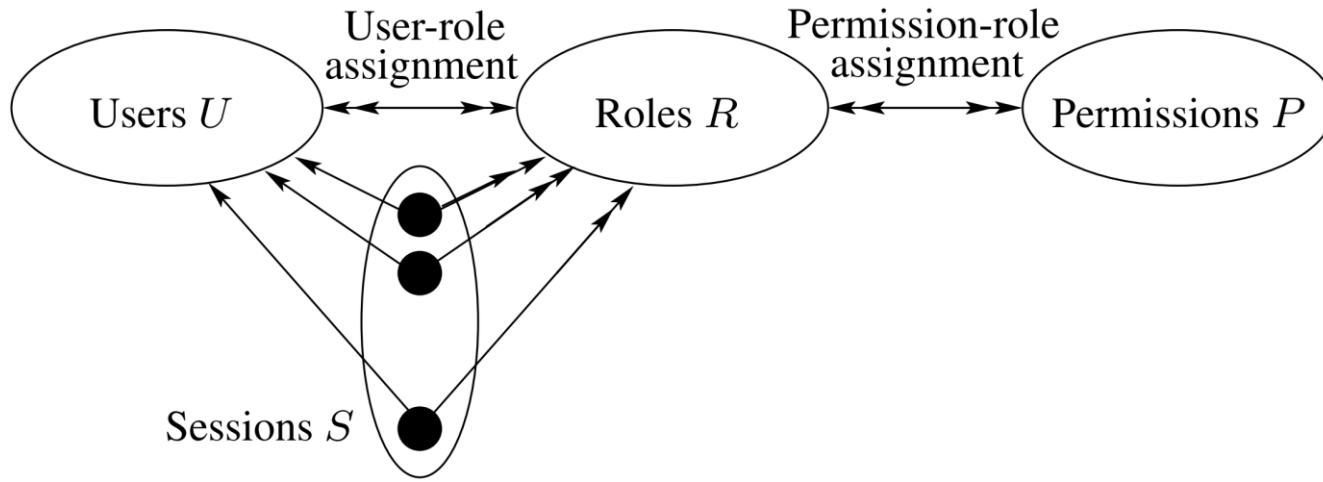 User-role
assignment
Permission-role
assignment
Users U
Roles R
Permissions P
Sessions S